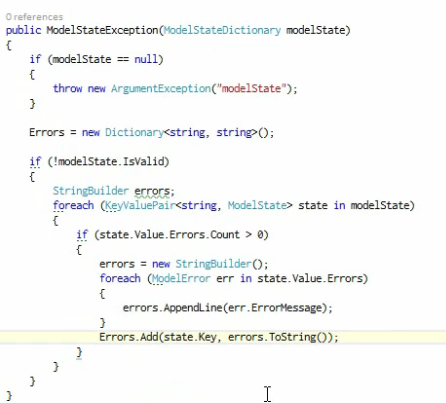 0 references
public ModelStateException(ModelStateDictionary modelState)
{
    if (modelState == null)
    {
        throw new ArgumentException("modelState");
    }

    Errors = new Dictionary<string, string>();

    if (!modelState.IsValid)
    {
        StringBuilder errors;
        foreach (KeyValuePair<string, ModelState> state in modelState)
        {
            if (state.Value.Errors.Count > 0)
            {
                errors = new StringBuilder();
                foreach (ModelError err in state.Value.Errors)
                {
                    errors.AppendLine(err.ErrorMessage);
                }
                Errors.Add(state.Key, errors.ToString());
            }
        }
    }
}